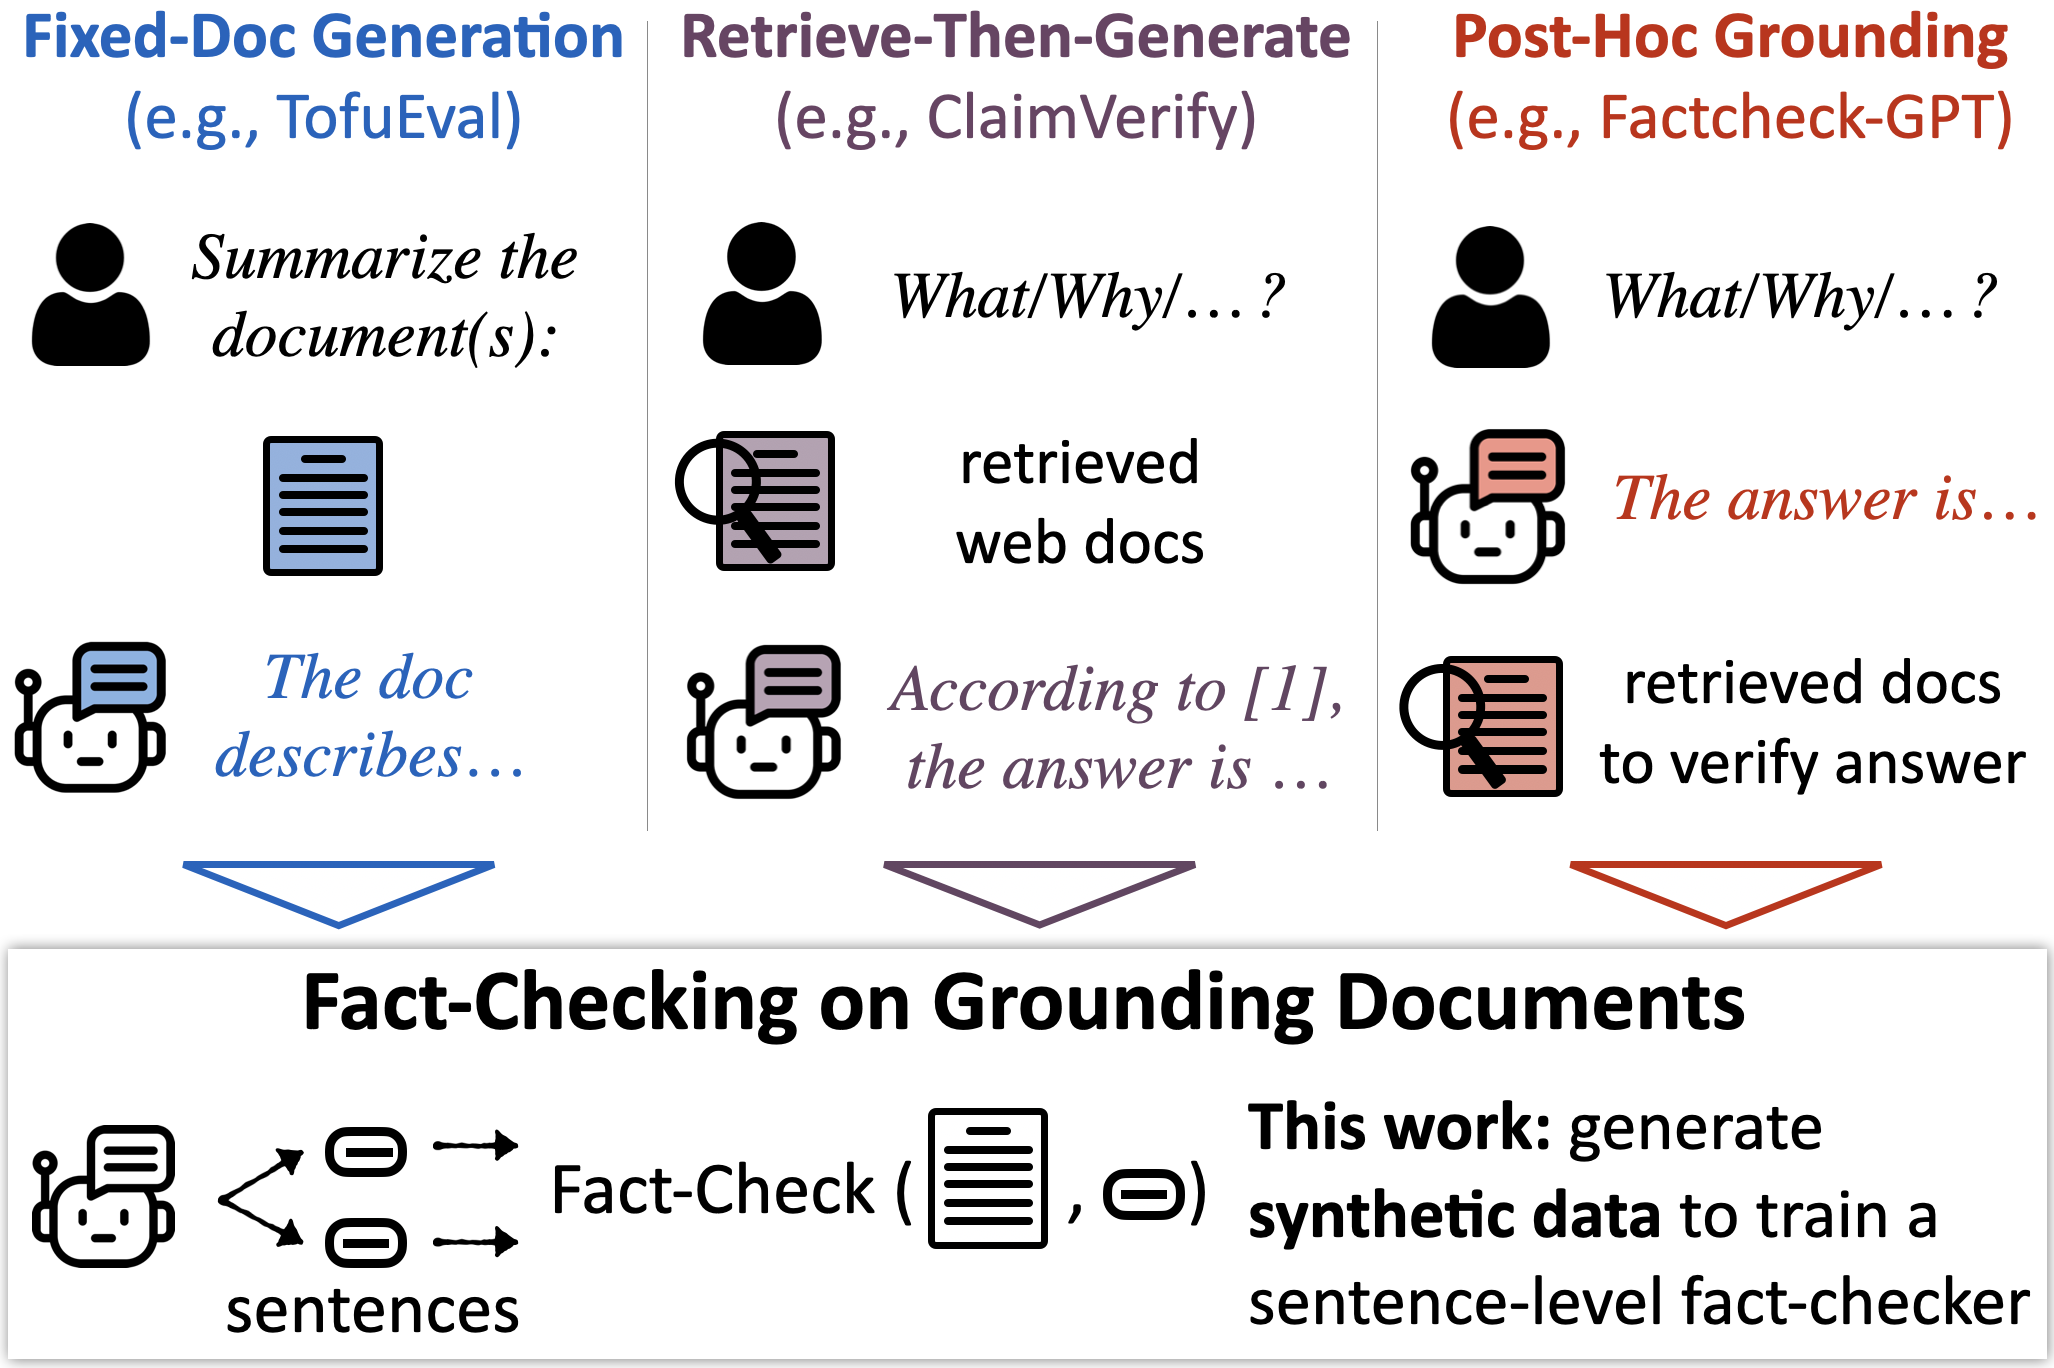 Fixed-Doc Generation
(e.g., TofuEval)
Summarize the
document(s):
The doc
describes…
Retrieve-Then-Generate
(e.g., ClaimVerify)
What/Why/…?
retrieved
web docs
According to [1],
the answer is …
Post-Hoc Grounding
(e.g., Factcheck-GPT)
What/Why/…?
The answer is…
retrieved docs
to verify answer
Fact-Checking on Grounding Documents
sentences
Fact-Check ( , )
This work: generate
synthetic data to train a
sentence-level fact-checker